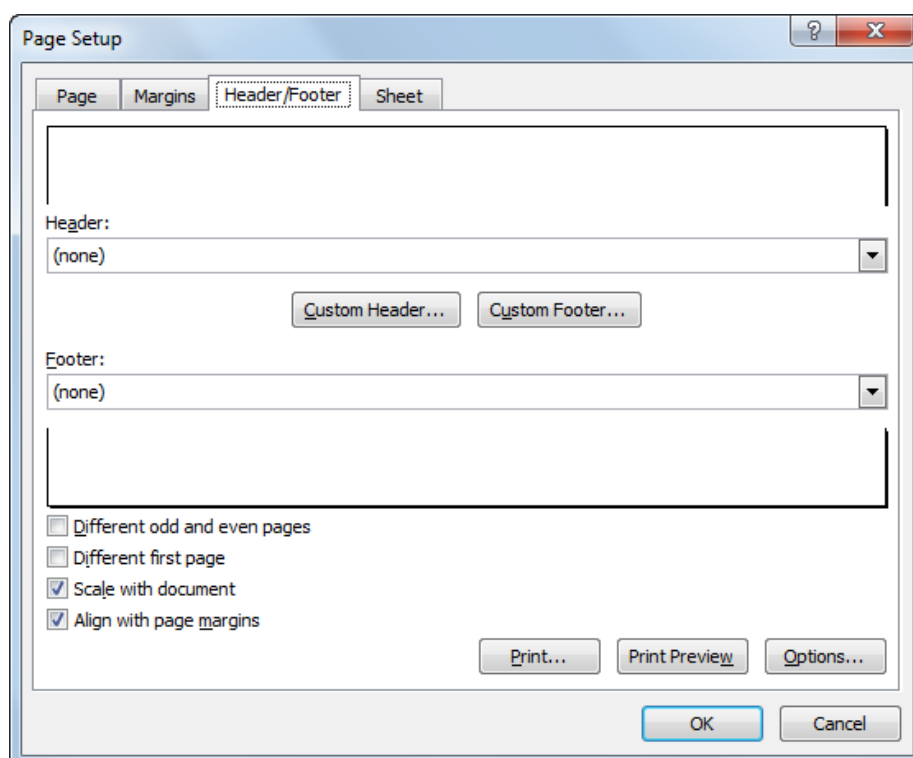 Page Setup
Page Margins Header/Footer Sheet
Header:
(none)
Custom Header... Custom Footer...
Footer:
(none)
Different odd and even pages
Different first page
Scale with document
Align with page margins
Print... Print Preview Options...
OK Cancel